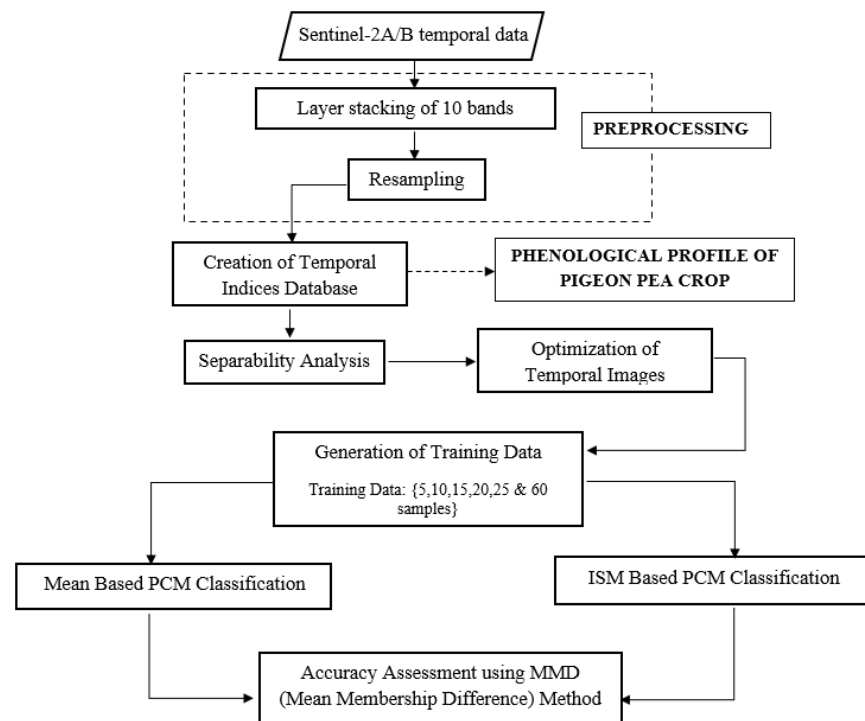 Sentinel-2A/B temporal data
Layer stacking of 10 bands
PREPROCESSING
Resampling
Creation of Temporal
Indices Database
PHENOLOGICAL PROFILE OF
PIGEON PEA CROP
Separability Analysis
Optimization of
Temporal Images
Generation of Training Data
Training Data: {5,10,15,20,25 & 60
samples}
Mean Based PCM Classification
ISM Based PCM Classification
Accuracy Assessment using MMD
(Mean Membership Difference) Method